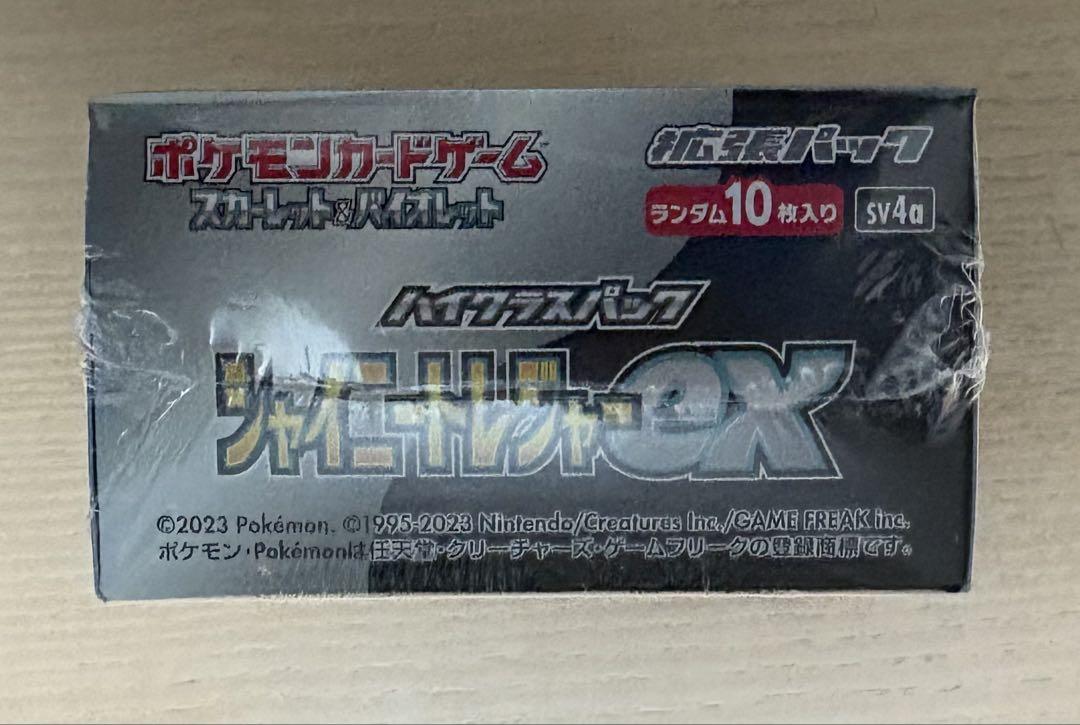 ポケモンカードゲーム
スカーレット&バイオレット
拡張パック
ランダム10枚入り
sv4a
ハイクラスパック
シャイニートレジャーex
©2023 Pokémon. ©1995-2023 Nintendo/Creatures Inc./GAME FREAK inc.
ポケモン・Pokémonは任天堂・クリーチャーズ・ゲームフリークの登録商標です。